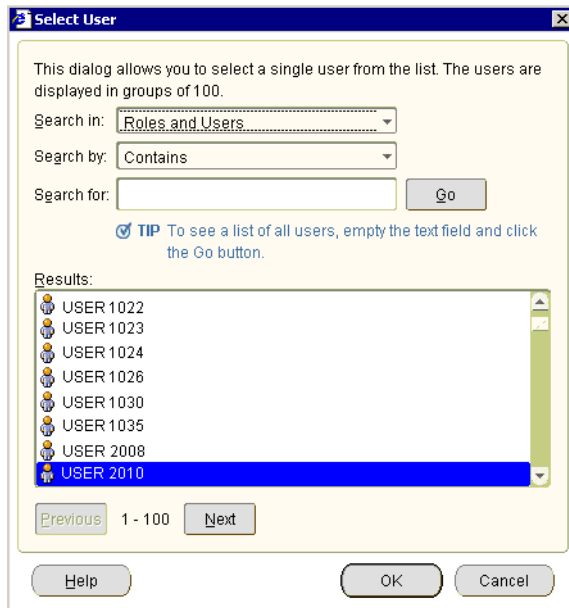 Select User
This dialog allows you to select a single user from the list. The users are
displayed in groups of 100.
Search in: Roles and Users
Search by: Contains
Search for: Go
TIP To see a list of all users, empty the text field and click
the Go button.
Results:
USER 1022
USER 1023
USER 1024
USER 1026
USER 1030
USER 1035
USER 2008
USER 2010
Previous 1 - 100 Next
Help OK Cancel